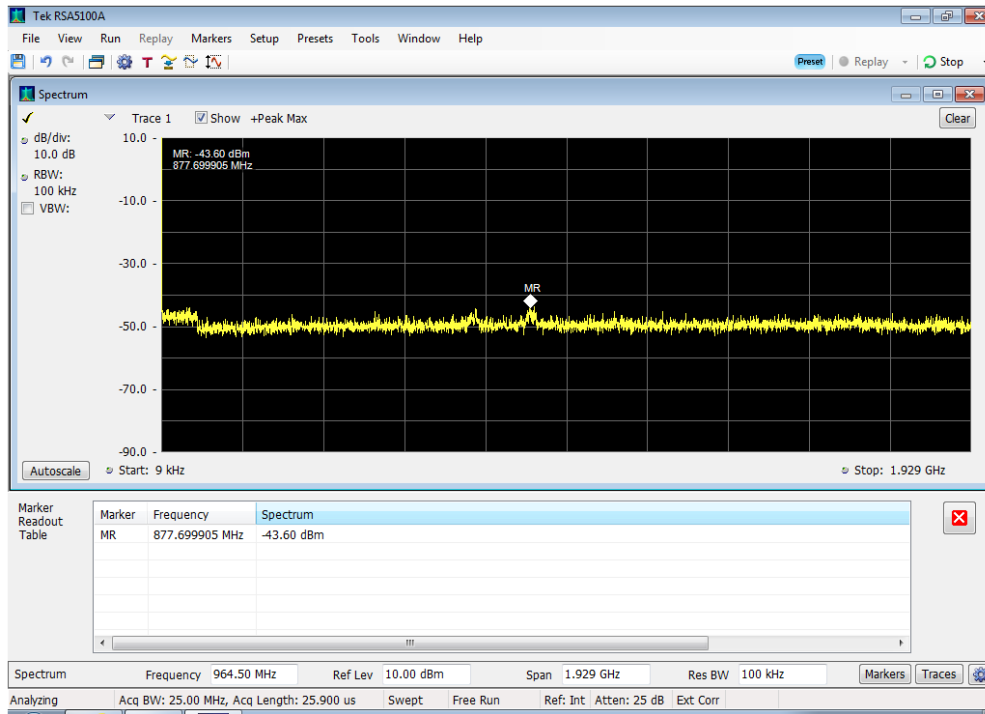 Tek RSA5100A
File View Run Replay Markers Setup Presets Tools Window Help
T Preset Replay Stop
Spectrum
Trace 1 Show +Peak Max Clear
dB/div:
10.0 dB
RBW:
100 kHz
VBW:
10.0
-10.0
-30.0
-50.0
-70.0
-90.0
MR: -43.60 dBm
877.699905 MHz
MR
Autoscale Start: 9 kHz Stop: 1.929 GHz
Marker
Readout
Table
Marker Frequency Spectrum
MR 877.699905 MHz -43.60 dBm
Spectrum Frequency 964.50 MHz Ref Lev 10.00 dBm Span 1.929 GHz Res BW 100 kHz Markers Traces
Analyzing Acq BW: 25.00 MHz, Acq Length: 25.900 us Swept Free Run Ref: Int Atten: 25 dB Ext Corr